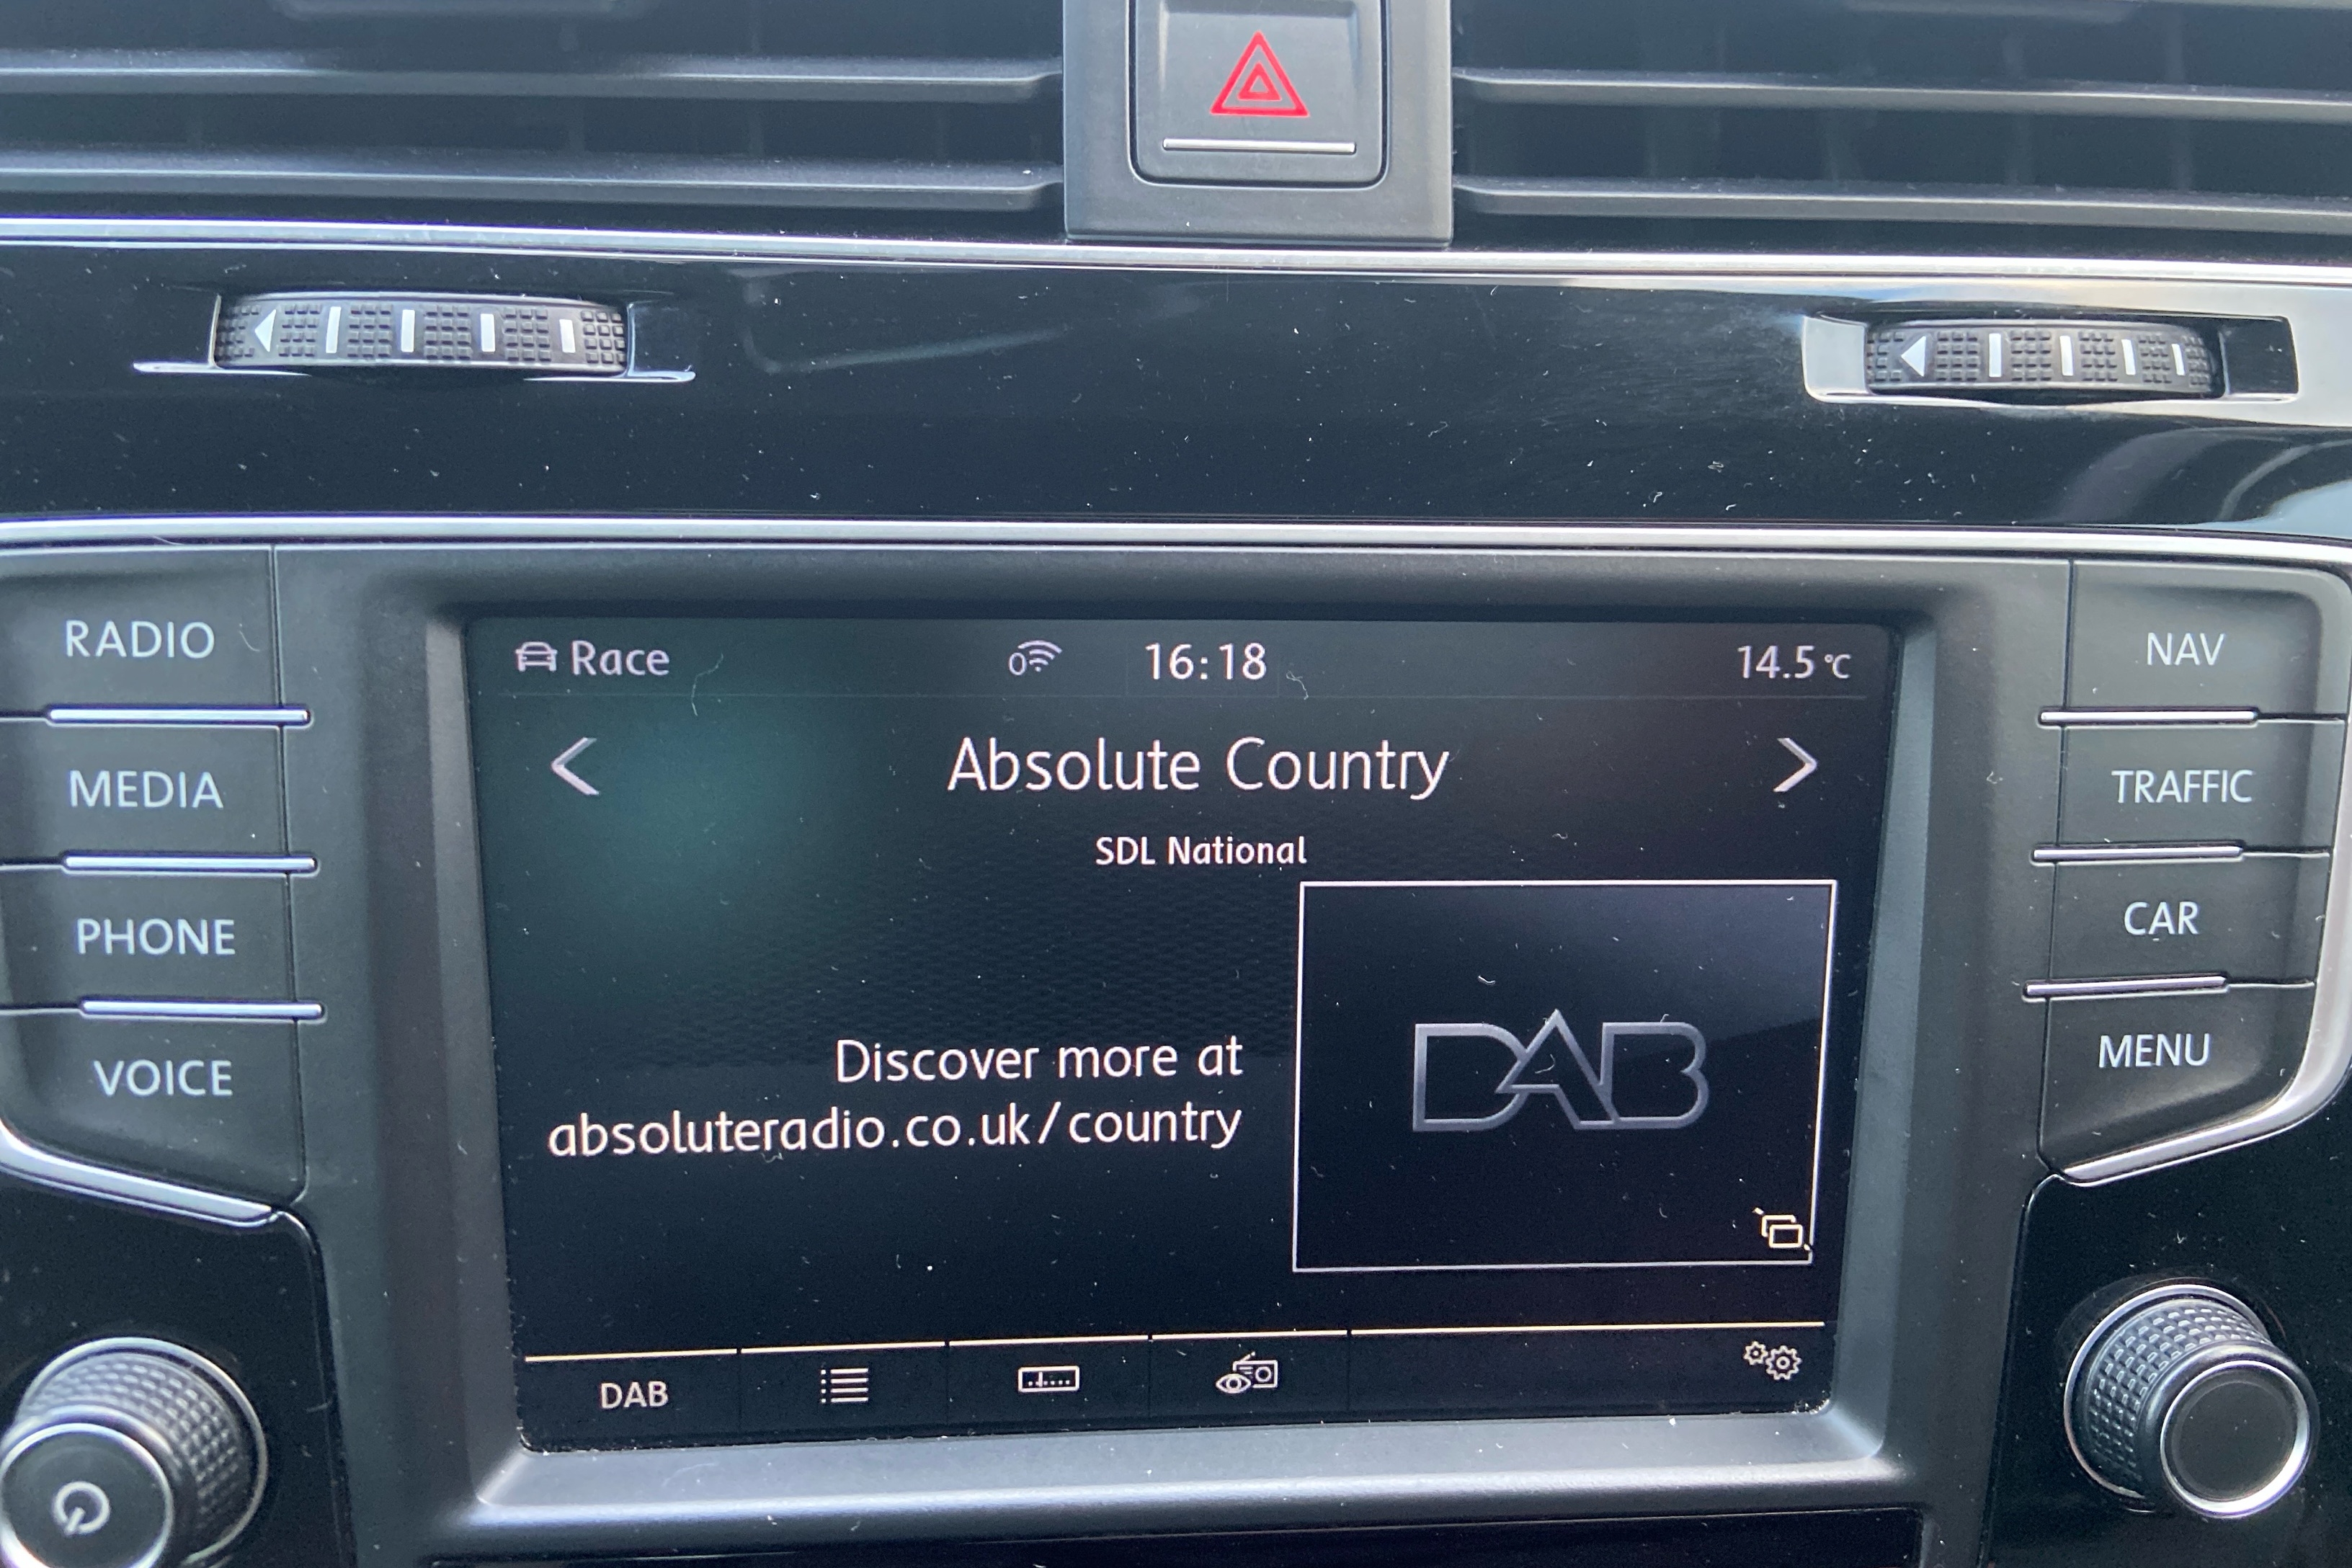 RADIO
MEDIA
PHONE
VOICE
Race
0
16:18
14.5 °C
Absolute Country
SDL National
Discover more at
absoluteradio.co.uk/country
DAB
DAB
NAV
TRAFFIC
CAR
MENU